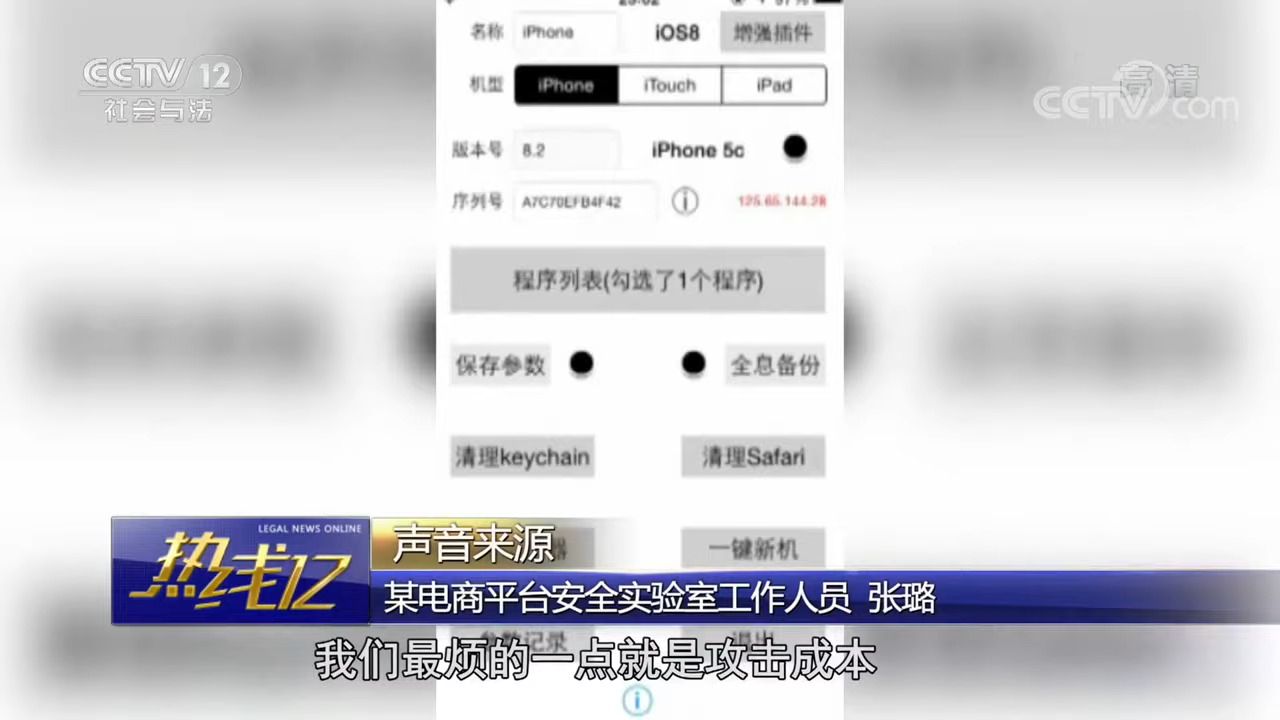 名称 iPhone iOS8 增强插件
CCTV 12
社会与法
高清
CCTV com
机型 iPhone iTouch iPad
版本号 8.2 iPhone 5c
序列号 A7C70EFB4F42 125.65.144.28
程序列表(勾选了1个程序)
保存参数 全息备份
清理keychain 清理Safari
LEGAL NEWS ONLINE
热线12
声音来源
一键新机
某电商平台安全实验室工作人员 张璐
我们最烦的一点就是攻击成本